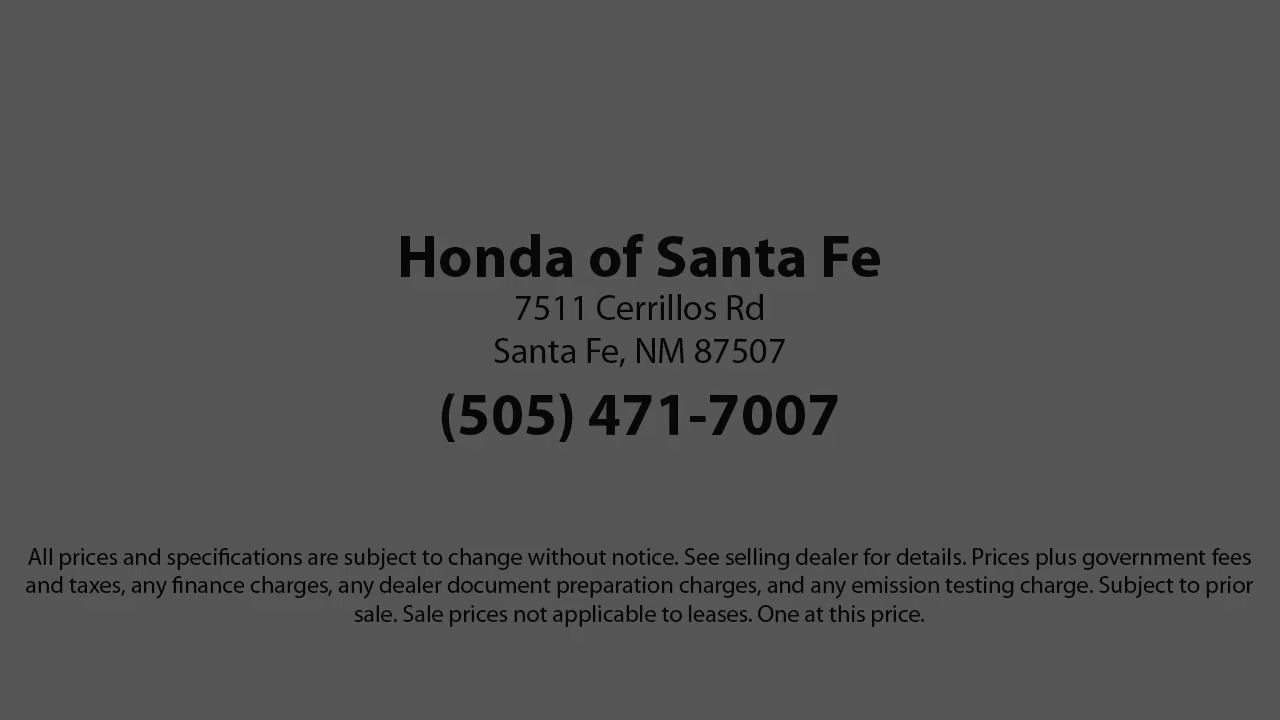 Honda of Santa Fe
7511 Cerrillos Rd
Santa Fe, NM 87507
(505) 471-7007
All prices and specifications are subject to change without notice. See selling dealer for details. Prices plus government fees
and taxes, any finance charges, any dealer document preparation charges, and any emission testing charge. Subject to prior
sale. Sale prices not applicable to leases. One at this price.